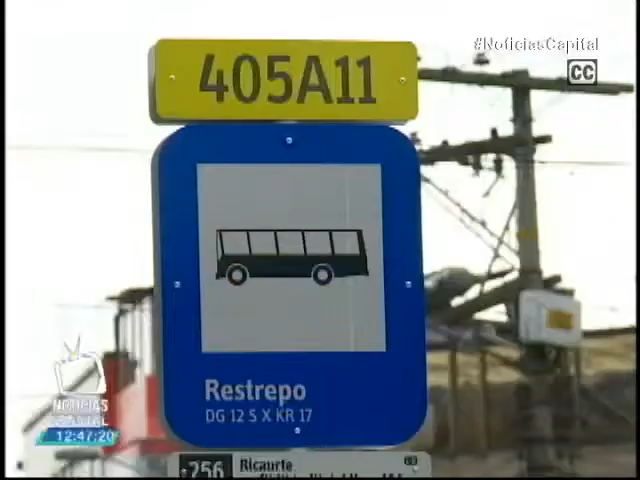 #NoticiasCapital
CC
405A11
Restrepo
DG 12 S X KR 17
NOTICIAS
CAPITAL
12:47:20
256
Ricaurte